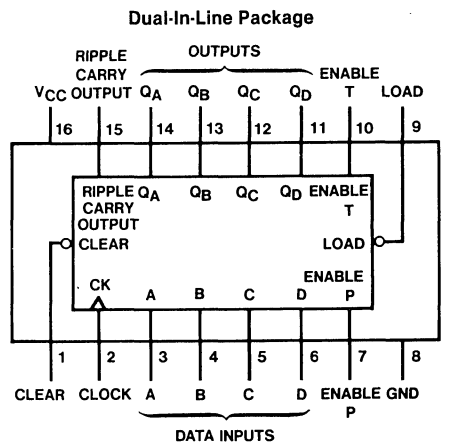 Dual-In-Line Package
OUTPUTS
RIPPLE
CARRY
OUTPUT
VCC
QA QB QC QD
ENABLE
T
LOAD
16 15 14 13 12 11 10 9
RIPPLE
CARRY
OUTPUT
QA QB QC QD
ENABLE
T
CLEAR
LOAD
CK
ENABLE
P
A B C D
1 2 3 4 5 6 7 8
CLEAR CLOCK A B C D ENABLE GND
P
DATA INPUTS